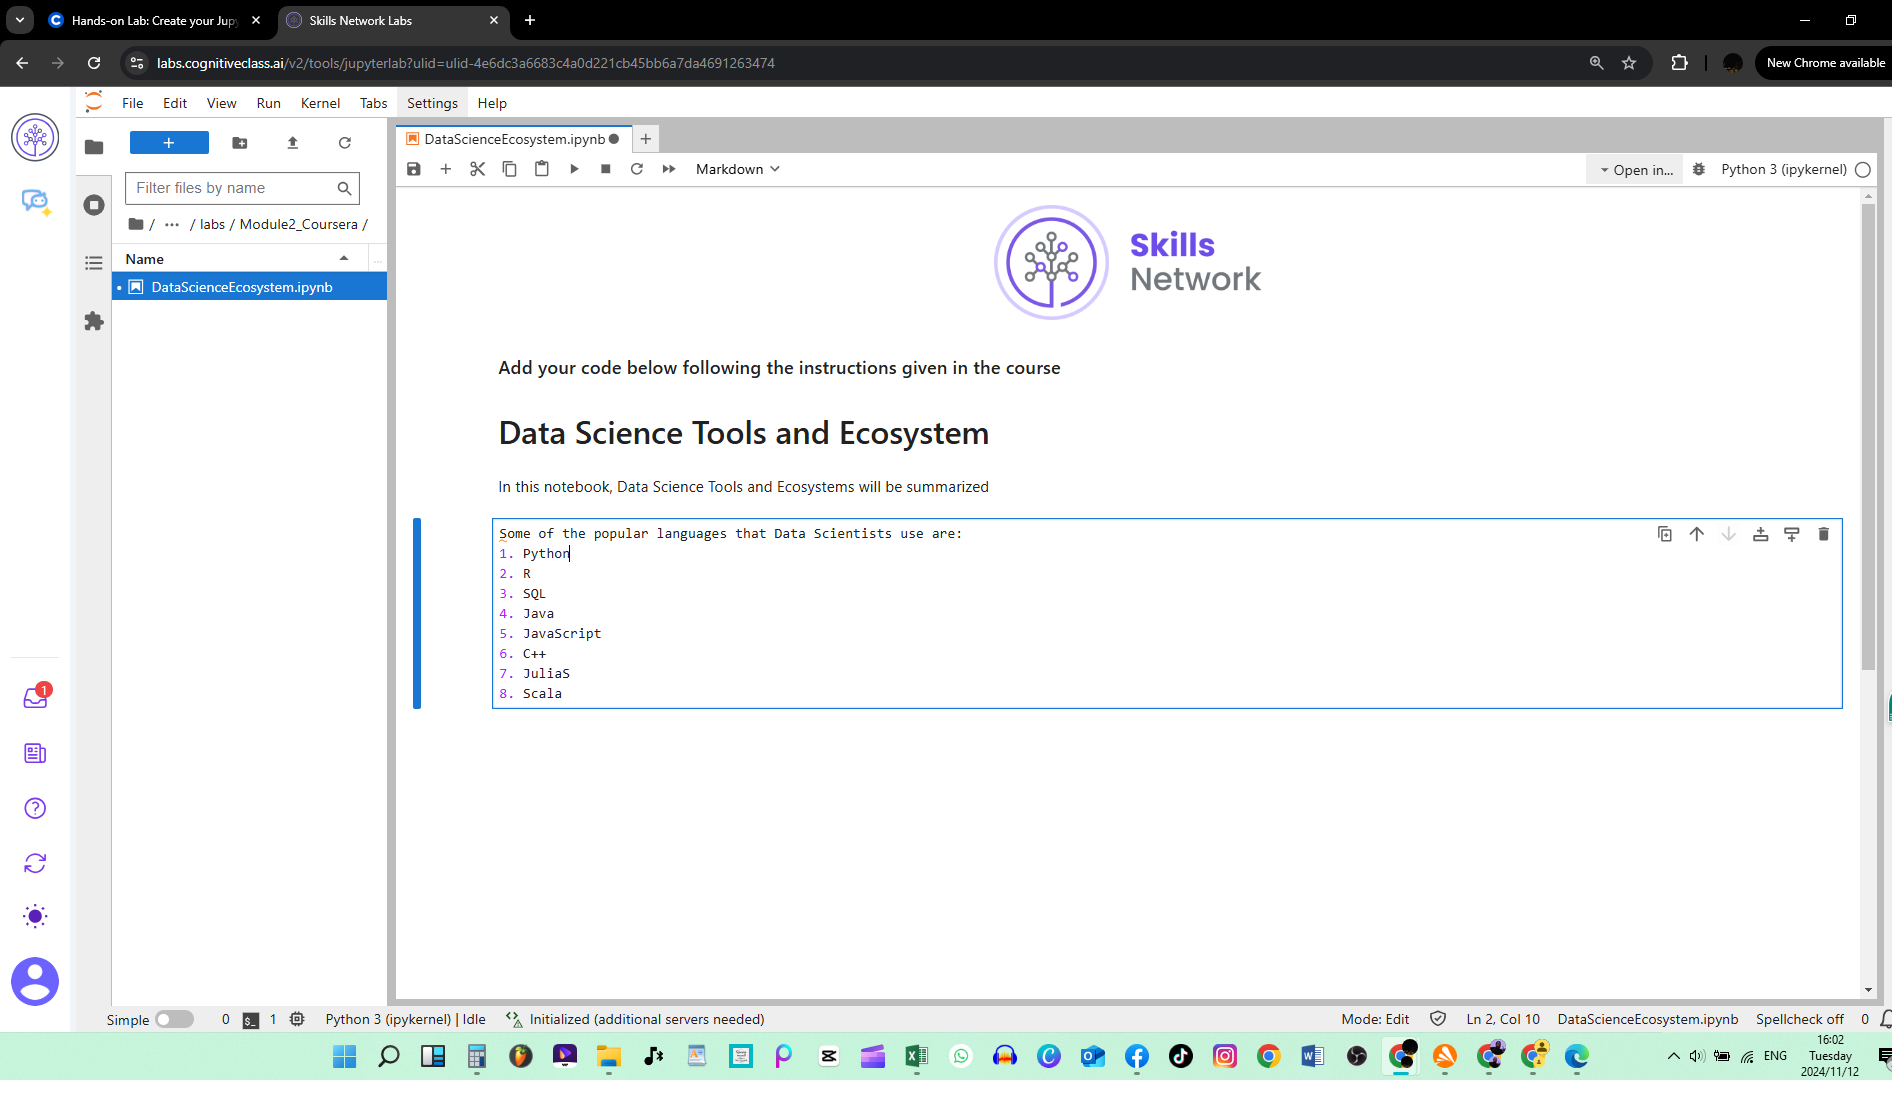 Hands-on Lab: Create your Jup
Skills Network Labs
labs.cognitiveclass.ai/v2/tools/jupyterlab?ulid=ulid-4e6dc3a6683c4a0d221cb45bb6a7da4691263474
New Chrome available
File Edit View Run Kernel Tabs Settings Help
DataScienceEcosystem.ipynb
Markdown
Open in...
Python 3 (ipykernel)
Filter files by name
/ ... / labs / Module2_Coursera /
Name
DataScienceEcosystem.ipynb
Skills
Network
Add your code below following the instructions given in the course
Data Science Tools and Ecosystem
In this notebook, Data Science Tools and Ecosystems will be summarized
Some of the popular languages that Data Scientists use are:
1. Python
2. R
3. SQL
4. Java
5. JavaScript
6. C++
7. JuliaS
8. Scala
1
Simple 0 $_ 1 Python 3 (ipykernel) | Idle Initialized (additional servers needed)
Mode: Edit Ln 2, Col 10 DataScienceEcosystem.ipynb Spellcheck off 0
ENG
16:02
Tuesday
2024/11/12